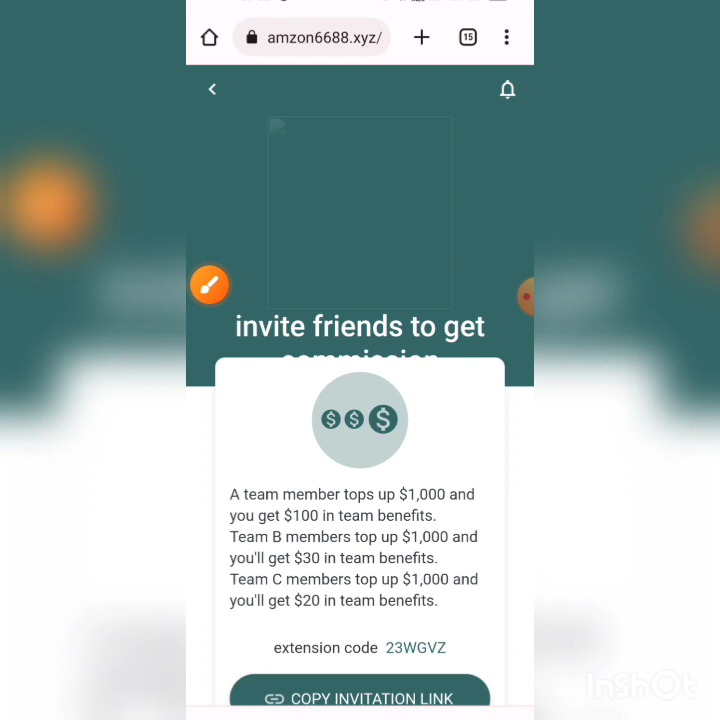 amzon6688.xyz/
15
invite friends to get
commission
A team member tops up $1,000 and
you get $100 in team benefits.
Team B members top up $1,000 and
you'll get $30 in team benefits.
Team C members top up $1,000 and
you'll get $20 in team benefits.
extension code 23WGVZ
COPY INVITATION LINK
InShOt